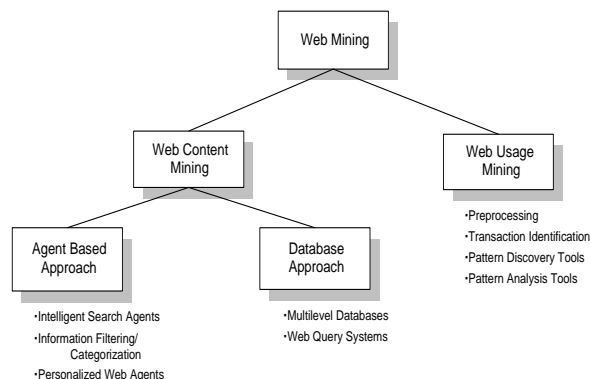 Web Mining
Web Content
Mining
Web Usage
Mining
•Preprocessing
•Transaction Identification
•Pattern Discovery Tools
•Pattern Analysis Tools
Agent Based
Approach
Database
Approach
•Intelligent Search Agents
•Information Filtering/
Categorization
•Personalized Web Agents
•Multilevel Databases
•Web Query Systems